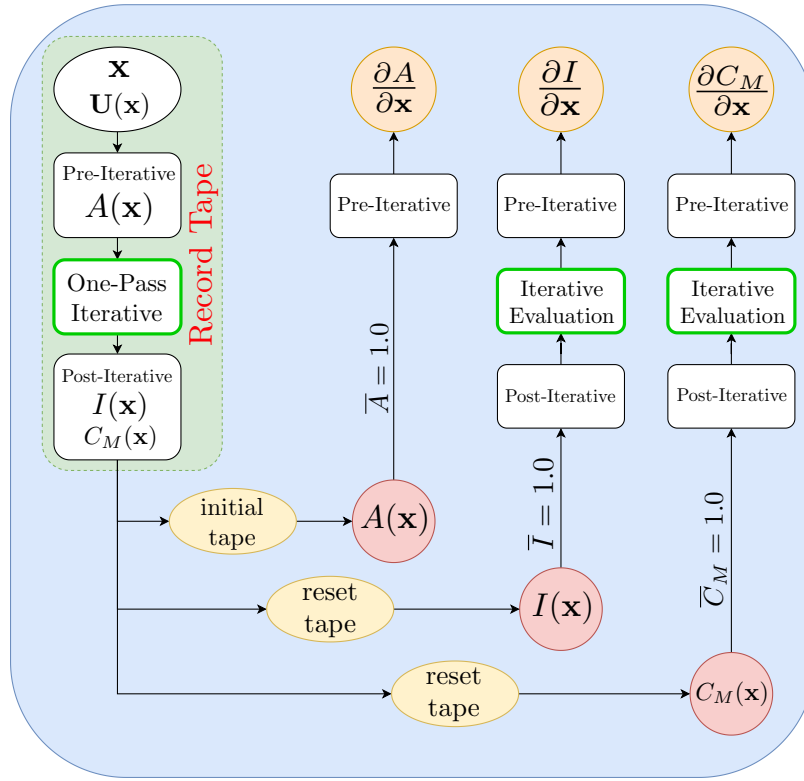 x
U(x)
Pre-Iterative
A(x)
One-Pass
Iterative
Post-Iterative
I(x)
C_M(x)
Record Tape
∂A
∂x
Pre-Iterative
A̅ = 1.0
initial
tape
A(x)
∂I
∂x
Pre-Iterative
Iterative
Evaluation
Post-Iterative
I̅ = 1.0
reset
tape
I(x)
∂C_M
∂x
Pre-Iterative
Iterative
Evaluation
Post-Iterative
C̅_M = 1.0
reset
tape
C_M(x)